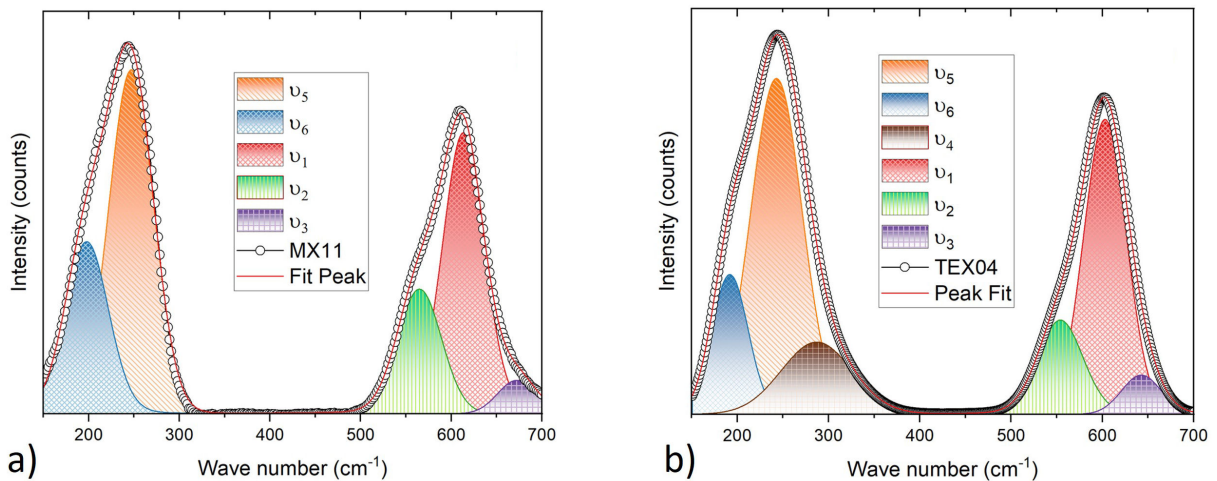 Intensity (counts)
υ5
υ6
υ1
υ2
υ3
MX11
Fit Peak
200 300 400 500 600 700
Wave number (cm-1)
a)
Intensity (counts)
υ5
υ6
υ4
υ1
υ2
υ3
TEX04
Peak Fit
200 300 400 500 600 700
Wave number (cm-1)
b)